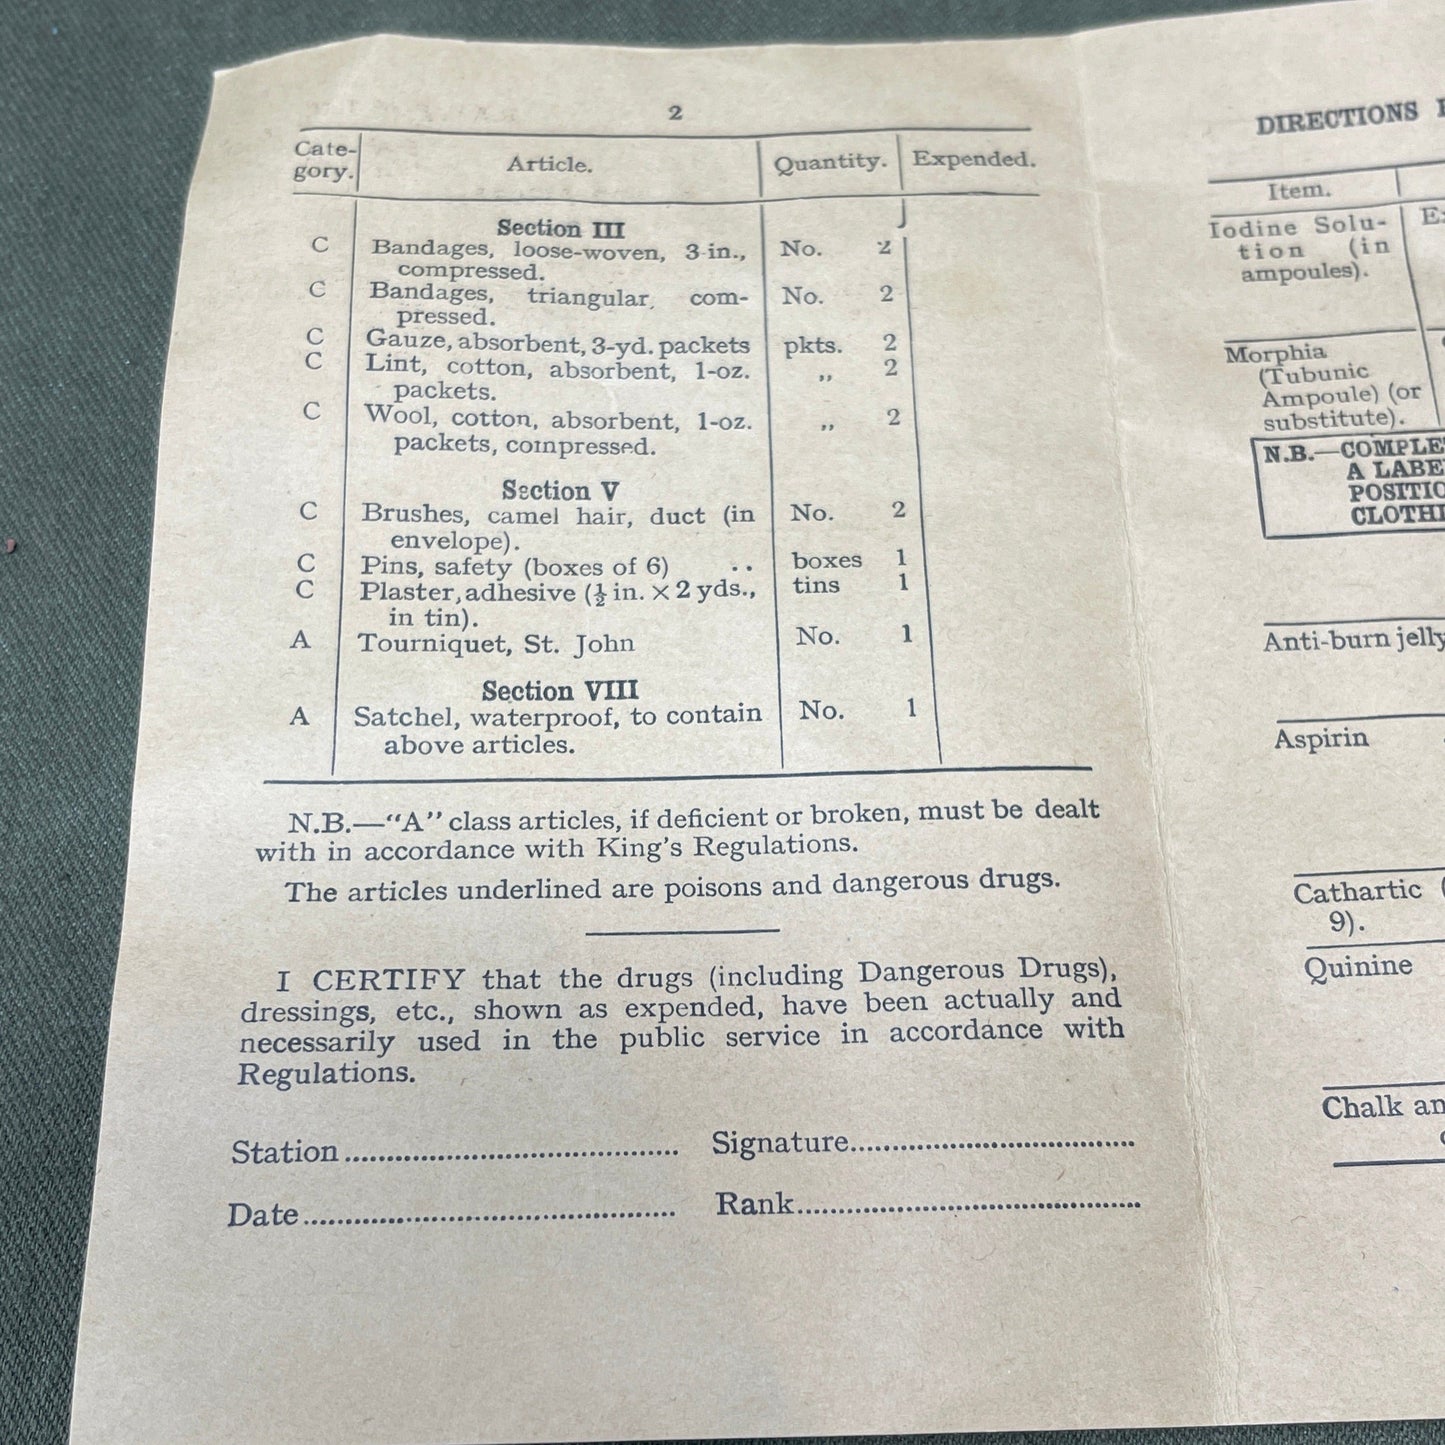 2
Cate-
gory.
Article.
Quantity.
Expended.
Section III
C Bandages, loose-woven, 3-in., No. 2
compressed.
C Bandages, triangular, com- No. 2
pressed.
C Gauze, absorbent, 3-yd. packets pkts. 2
C Lint, cotton, absorbent, 1-oz. ,, 2
packets.
C Wool, cotton, absorbent, 1-oz. ,, 2
packets, compressed.
Section V
C Brushes, camel hair, duct (in No. 2
envelope).
C Pins, safety (boxes of 6) .. boxes 1
C Plaster, adhesive (½ in. × 2 yds., tins 1
in tin).
A Tourniquet, St. John No. 1
Section VIII
A Satchel, waterproof, to contain No. 1
above articles.
N.B.—“A” class articles, if deficient or broken, must be dealt
with in accordance with King's Regulations.
The articles underlined are poisons and dangerous drugs.
I CERTIFY that the drugs (including Dangerous Drugs),
dressings, etc., shown as expended, have been actually and
necessarily used in the public service in accordance with
Regulations.
Station........................................ Signature........................................
Date........................................ Rank........................................
DIRECTIONS
Item.
Iodine Solu-
tion (in
ampoules).
Morphia
(Tubunic
Ampoule) (or
substitute).
N.B.—COMPLE
A LABE
POSITIO
CLOTHI
Anti-burn jelly
Aspirin
Cathartic (
9).
Quinine
Chalk an